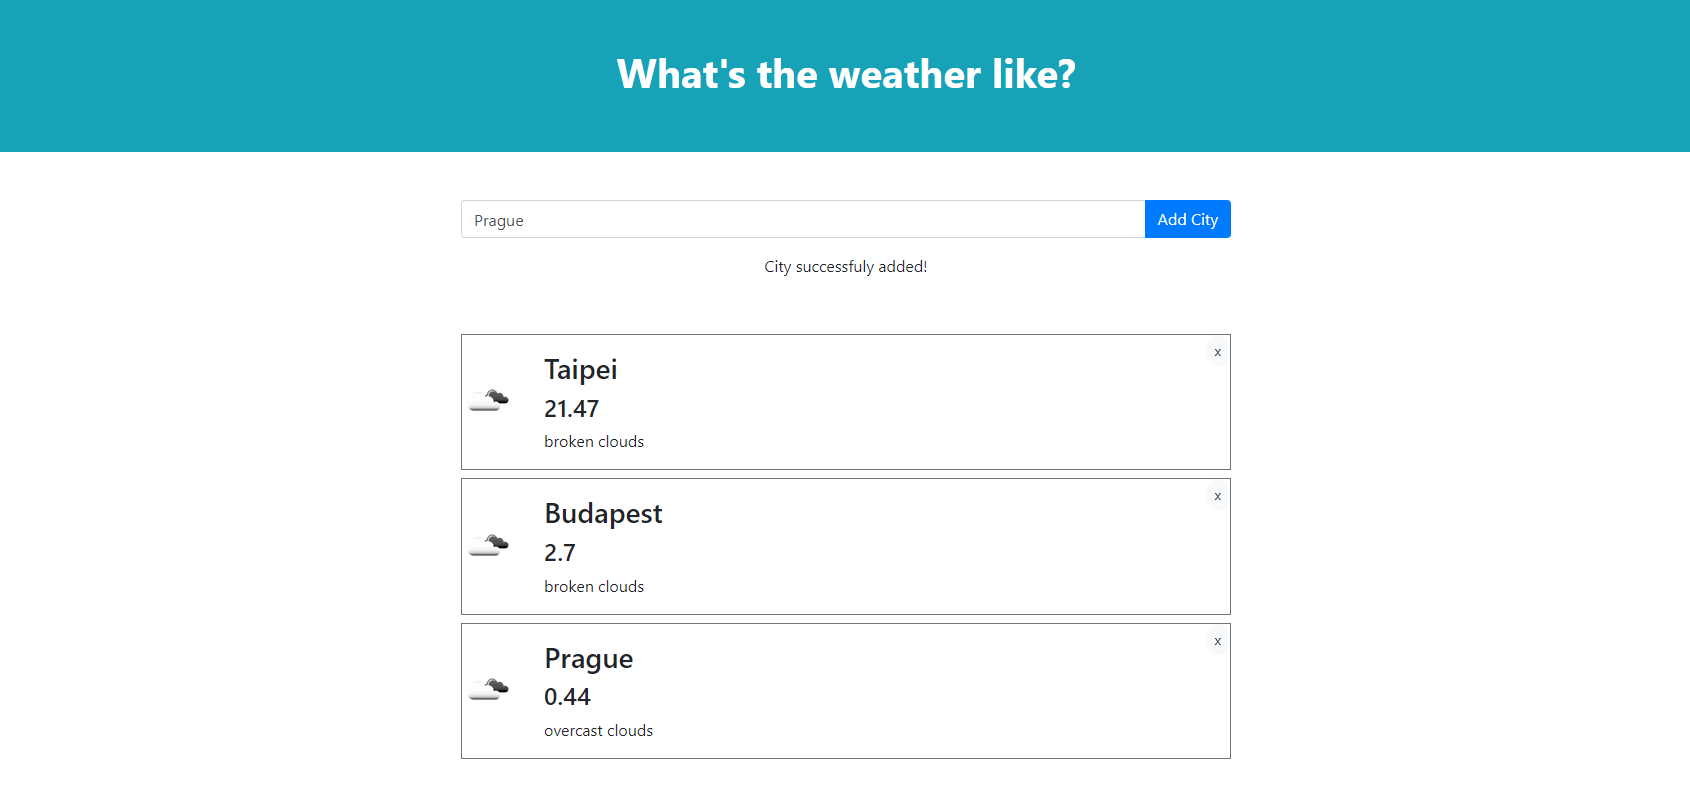 What's the weather like?
Prague
Add City
City successfuly added!
x
Taipei
21.47
broken clouds
x
Budapest
2.7
broken clouds
x
Prague
0.44
overcast clouds